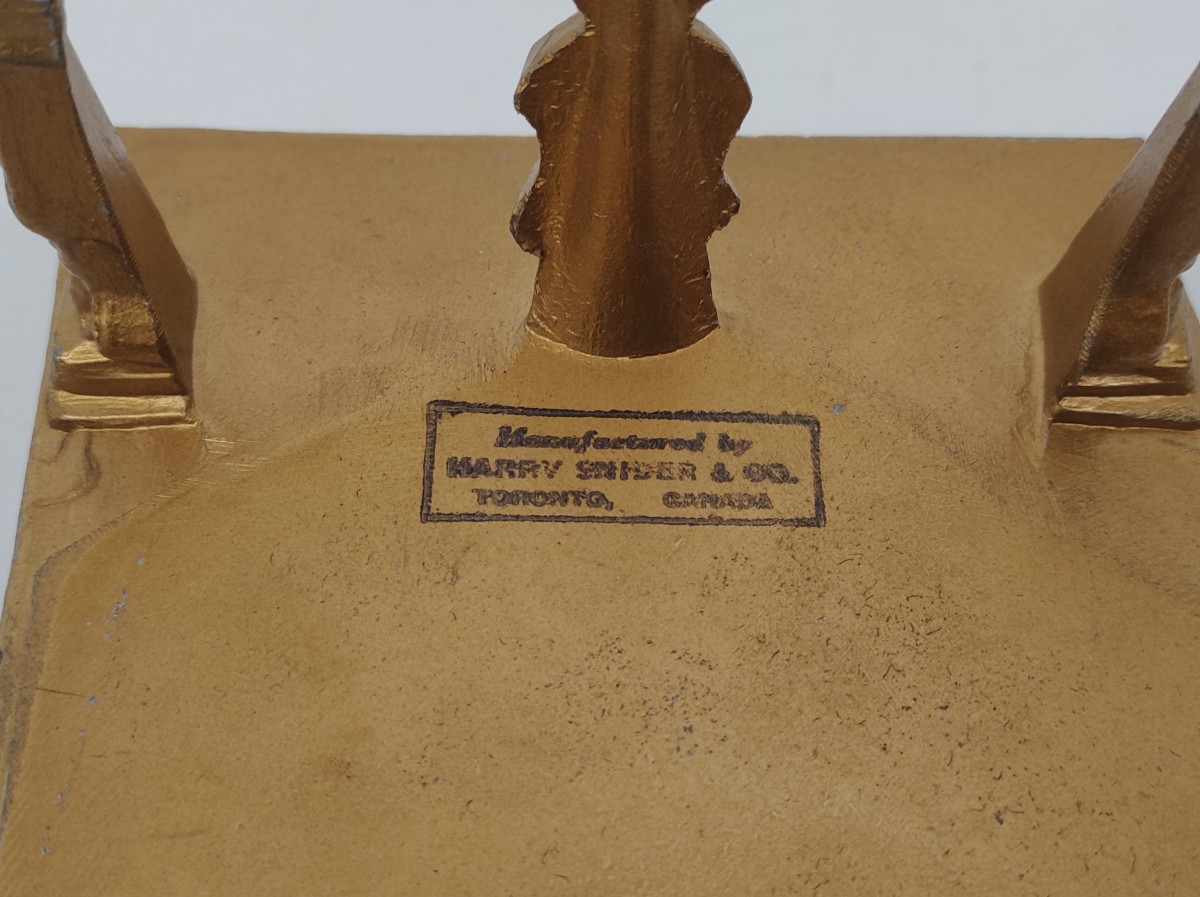 Manufactured by
HARRY SNIDER & CO.
TORONTO, CANADA